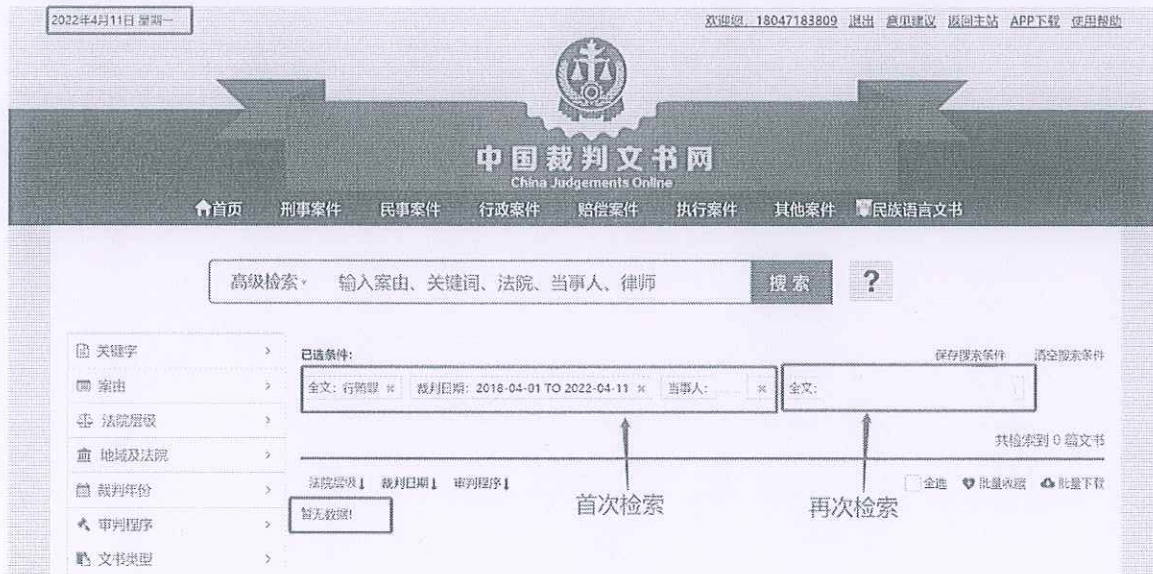 2022年4月11日 星期一
欢迎您，18047183809 退出 意见建议 返回主站 APP下载 使用帮助
中国裁判文书网
China Judgements Online
首页 刑事案件 民事案件 行政案件 赔偿案件 执行案件 其他案件 民族语言文书
高级检索 输入案由、关键词、法院、当事人、律师 搜索 ?
关键字
案由
法院层级
地域及法院
裁判年份
审判程序
文书类型
已选条件:
保存搜索条件 清空搜索条件
全文: 行贿罪 × 裁判日期: 2018-04-01 TO 2022-04-11 × 当事人: × 全文:
共检索到 0 篇文书
法院层级↓ 裁判日期↓ 审判程序↓
全选 批量收藏 批量下载
暂无数据!
首次检索 再次检索